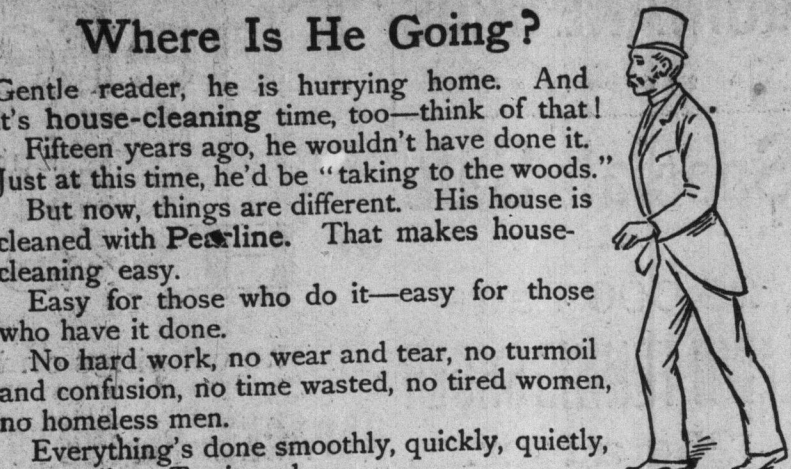 Where Is He Going?
Gentle reader, he is hurrying home. And
it's house-cleaning time, too—think of that!
Fifteen years ago, he wouldn't have done it.
Just at this time, he'd be "taking to the woods."
But now, things are different. His house is
cleaned with Pearline. That makes house-
cleaning easy.
Easy for those who do it—easy for those
who have it done.
No hard work, no wear and tear, no turmoil
and confusion, no time wasted, no tired women,
no homeless men.
Everything's done smoothly, quickly, quietly,